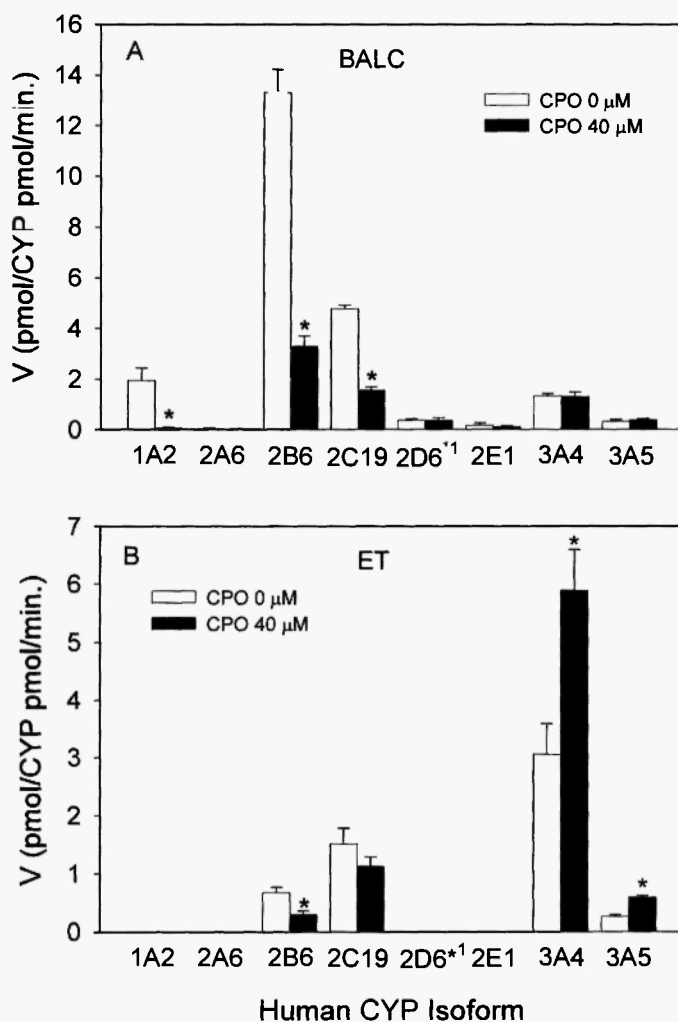 A
BALC
CPO 0 µM
CPO 40 µM
16
14
12
10
8
6
4
2
0
V (pmol/CYP pmol/min.)
*
*
*
1A2 2A6 2B6 2C19 2D6*1 2E1 3A4 3A5
B
ET
CPO 0 µM
CPO 40 µM
7
6
5
4
3
2
1
0
V (pmol/CYP pmol/min.)
*
*
*
1A2 2A6 2B6 2C19 2D6*1 2E1 3A4 3A5
Human CYP Isoform